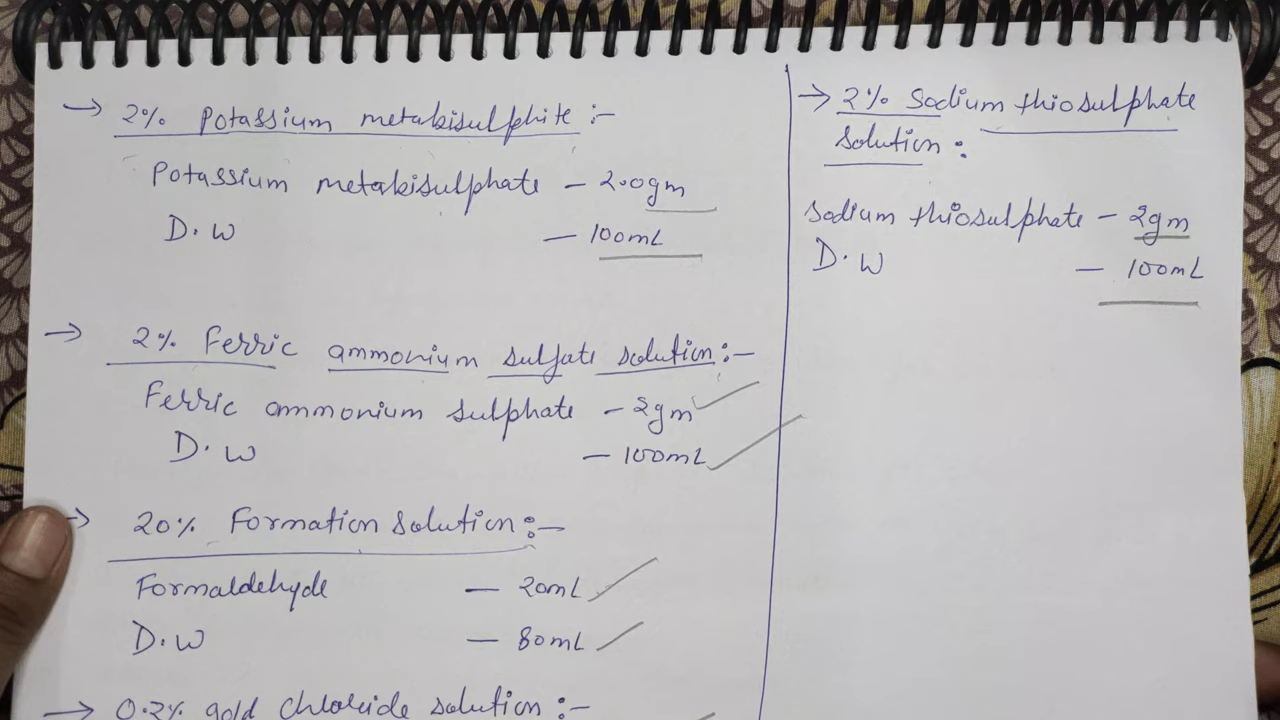 → 2% Potassium metabisulphite :-
Potassium metabisulphate - 2.0gm
D.W - 100mL
→ 2% Ferric ammonium sulfate solution :-
Ferric ammonium sulphate - 2gm
D.W - 100mL
→ 20% Formation Solution :-
Formaldehyde - 20mL
D.W - 80mL
→ 0.2% gold chloride solution :-
→ 2% Sodium thiosulphate
Solution :
Sodium thiosulphate - 2gm
D.W - 100mL